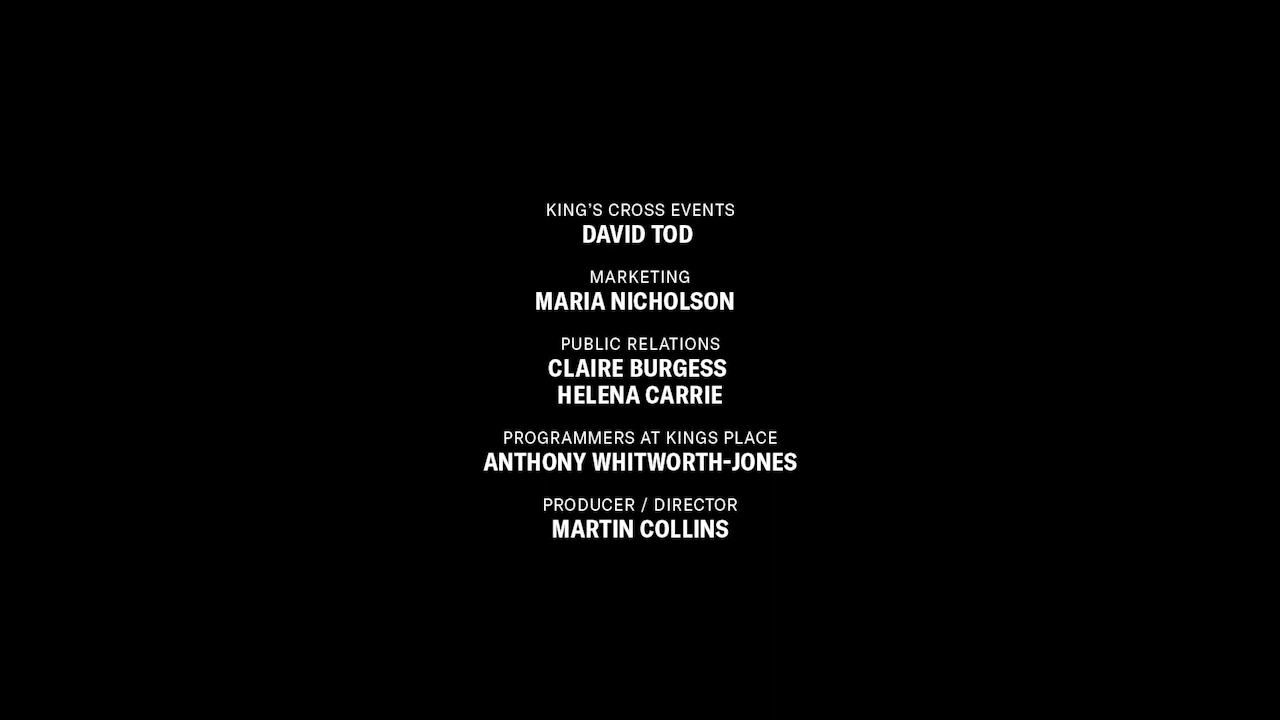 KING'S CROSS EVENTS
DAVID TOD
MARKETING
MARIA NICHOLSON
PUBLIC RELATIONS
CLAIRE BURGESS
HELENA CARRIE
PROGRAMMERS AT KINGS PLACE
ANTHONY WHITWORTH-JONES
PRODUCER / DIRECTOR
MARTIN COLLINS